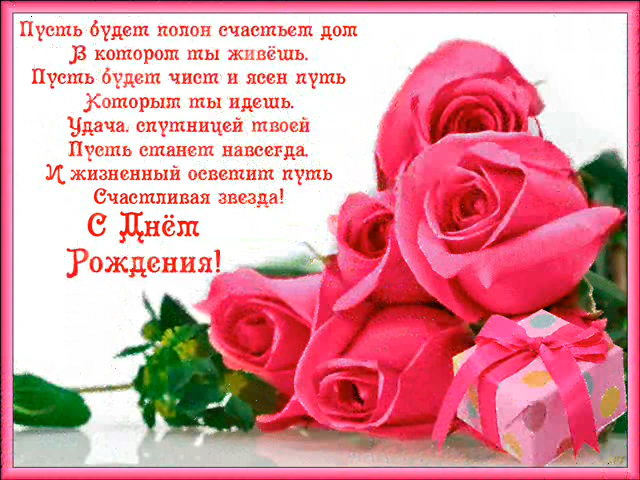 Пусть будет полон счастьем дом
В котором ты живёшь.
Пусть будет чист и ясен путь
Которым ты идешь.
Удача, спутницей твоей
Пусть станет навсегда.
И жизненный осветит путь
Счастливая звезда!
С Днём
Рождения!